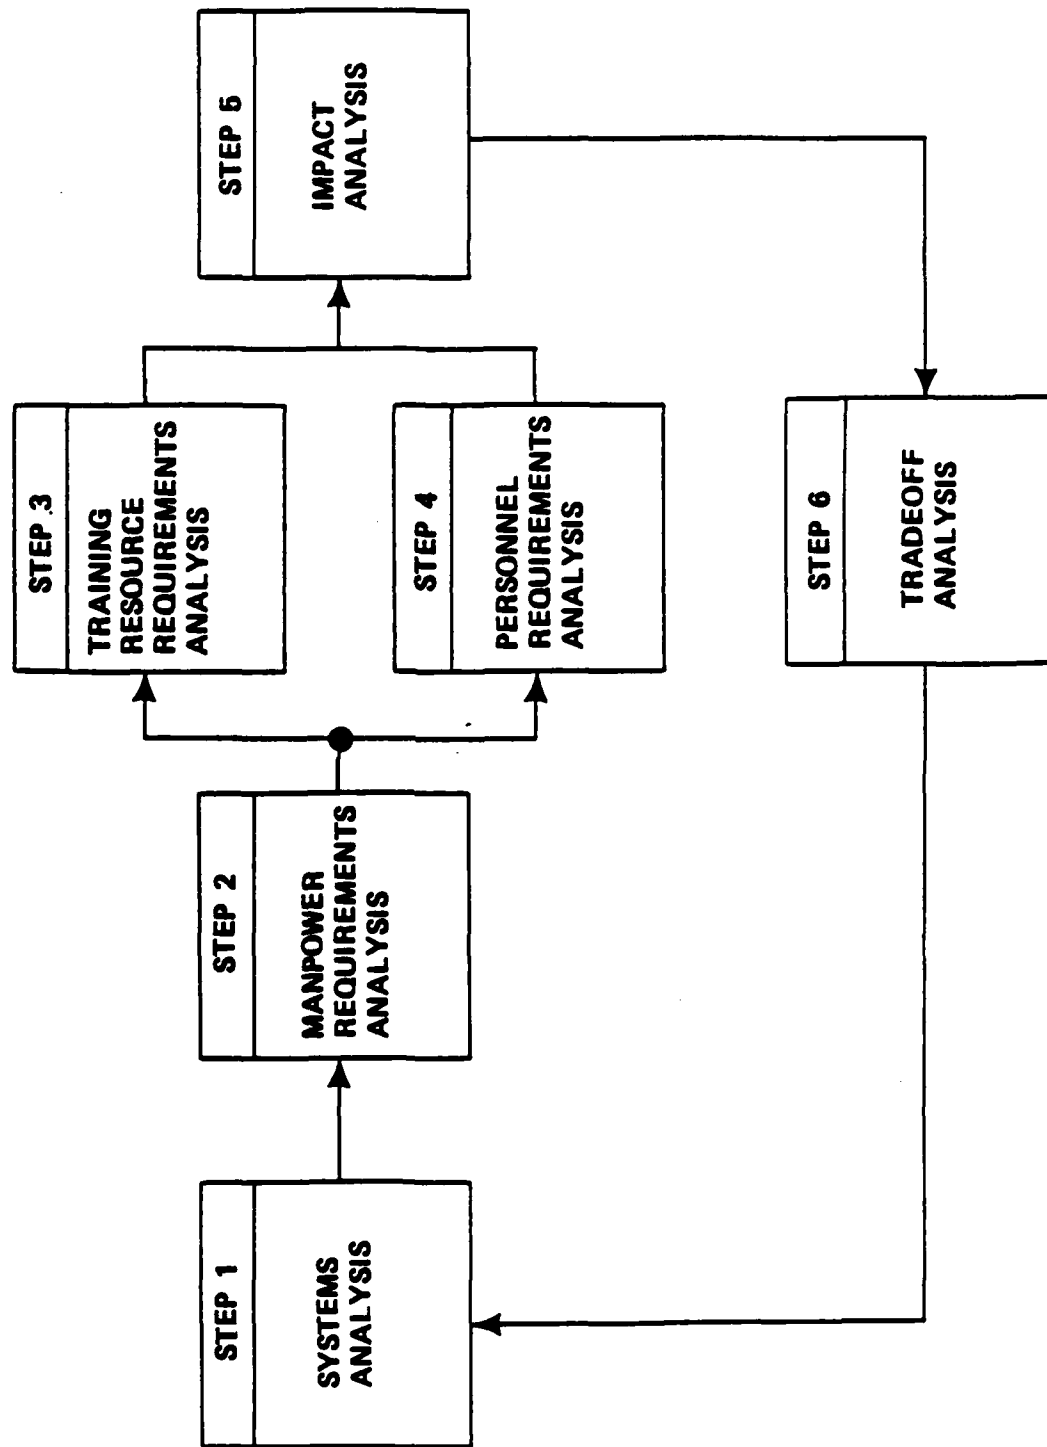 STEP 1
SYSTEMS
ANALYSIS
STEP 2
MANPOWER
REQUIREMENTS
ANALYSIS
STEP 3
TRAINING
RESOURCE
REQUIREMENTS
ANALYSIS
STEP 4
PERSONNEL
REQUIREMENTS
ANALYSIS
STEP 5
IMPACT
ANALYSIS
STEP 6
TRADEOFF
ANALYSIS